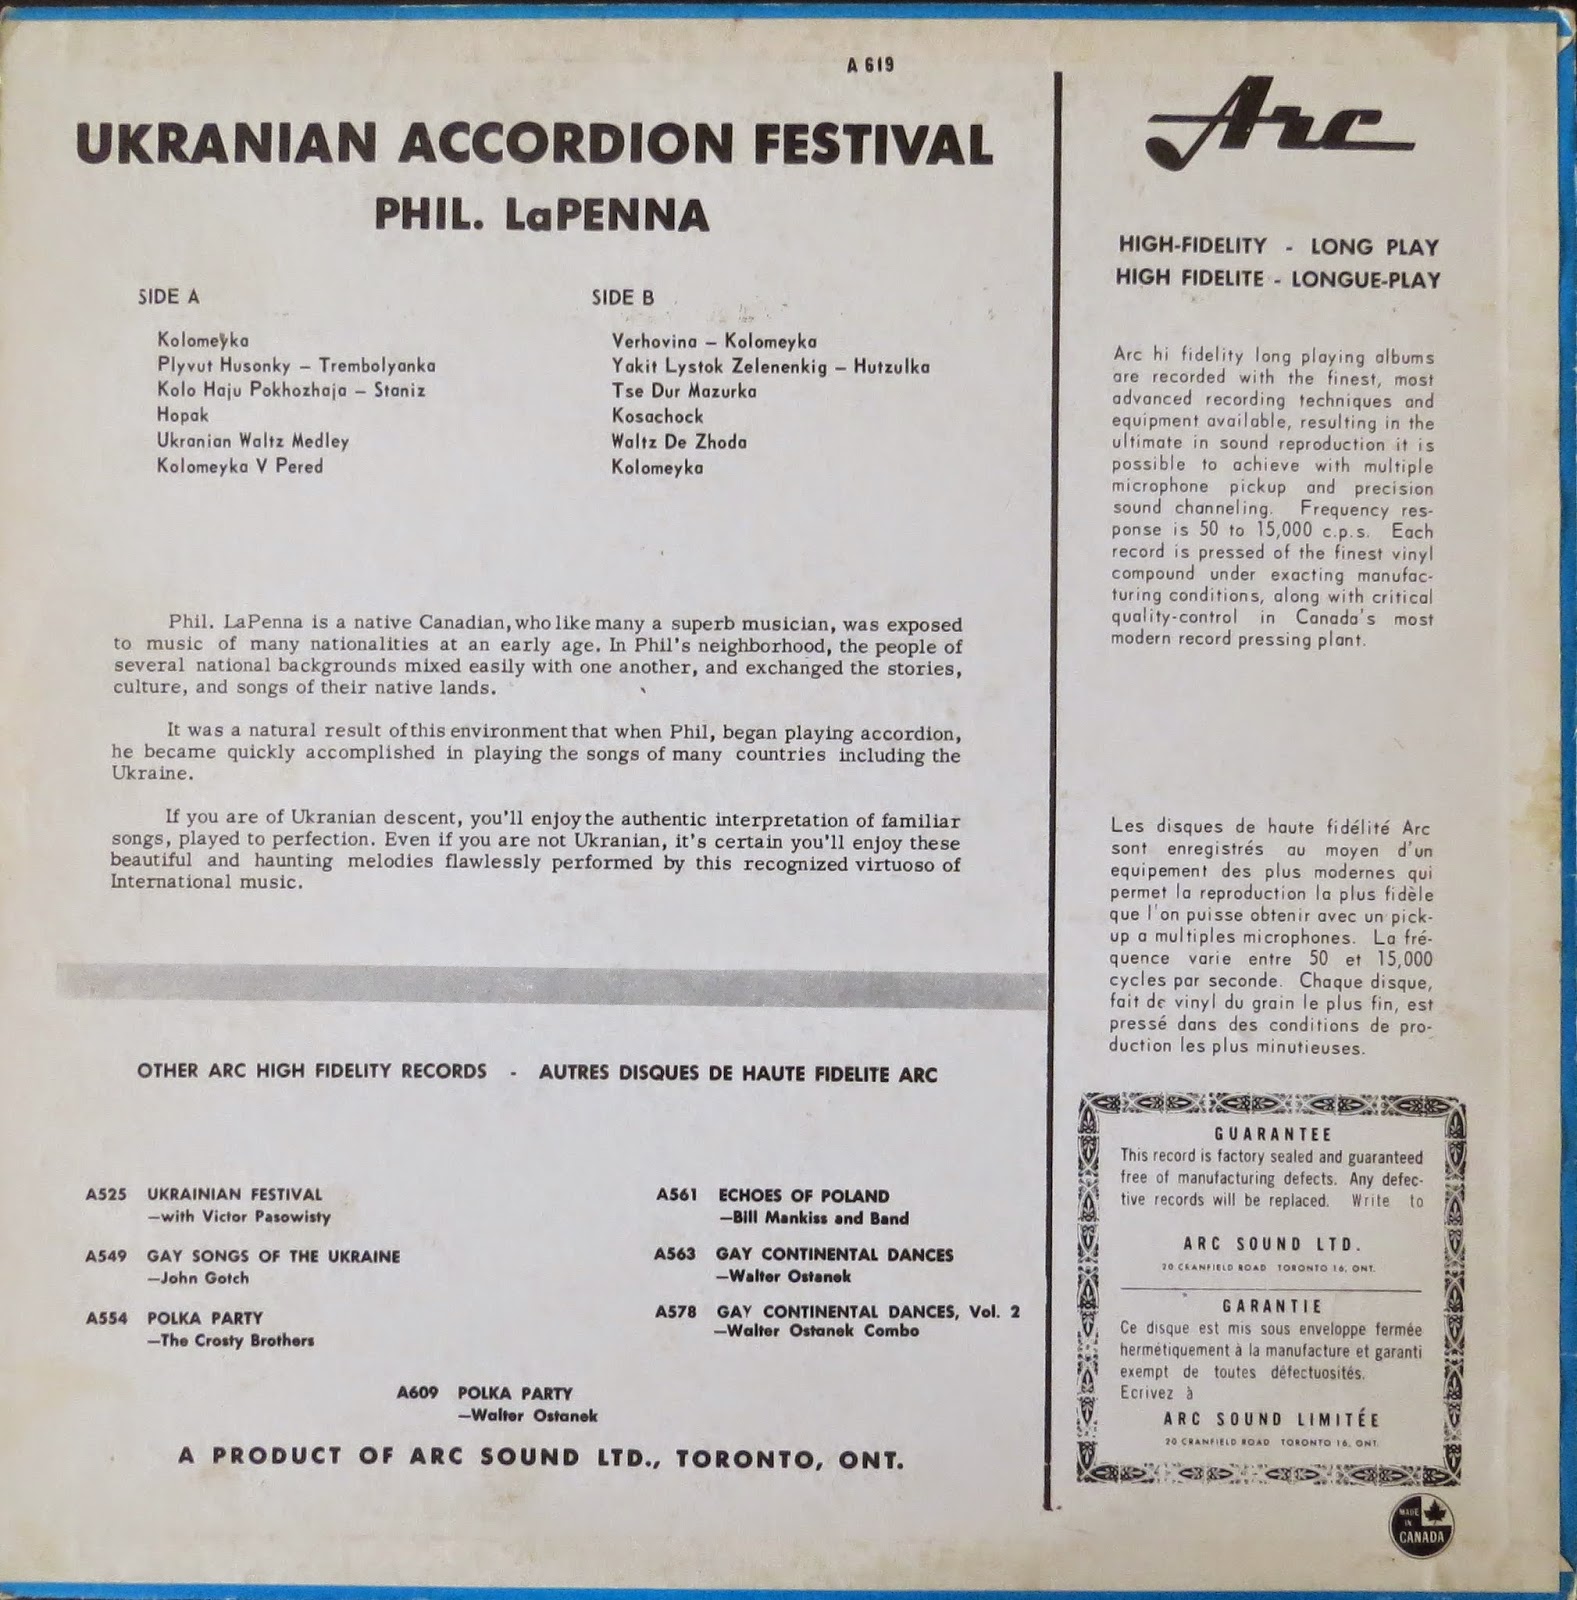 A 619
UKRANIAN ACCORDION FESTIVAL
PHIL. LaPENNA
SIDE A
Kolomeyka
Plyvut Husonky – Trembolyanka
Kolo Haju Pokhozhaja – Staniz
Hopak
Ukranian Waltz Medley
Kolomeyka V Pered
SIDE B
Verhovina – Kolomeyka
Yakit Lystok Zelenenkig – Hutzulka
Tse Dur Mazurka
Kosachock
Waltz De Zhoda
Kolomeyka
Phil. LaPenna is a native Canadian, who like many a superb musician, was exposed
to music of many nationalities at an early age. In Phil's neighborhood, the people of
several national backgrounds mixed easily with one another, and exchanged the stories,
culture, and songs of their native lands.
It was a natural result of this environment that when Phil, began playing accordion,
he became quickly accomplished in playing the songs of many countries including the
Ukraine.
If you are of Ukranian descent, you'll enjoy the authentic interpretation of familiar
songs, played to perfection. Even if you are not Ukranian, it's certain you'll enjoy these
beautiful and haunting melodies flawlessly performed by this recognized virtuoso of
International music.
OTHER ARC HIGH FIDELITY RECORDS - AUTRES DISQUES DE HAUTE FIDELITE ARC
A525 UKRAINIAN FESTIVAL
—with Victor Pasowisty
A549 GAY SONGS OF THE UKRAINE
—John Gotch
A554 POLKA PARTY
—The Crosty Brothers
A561 ECHOES OF POLAND
—Bill Mankiss and Band
A563 GAY CONTINENTAL DANCES
—Walter Ostanek
A578 GAY CONTINENTAL DANCES, Vol. 2
—Walter Ostanek Combo
A609 POLKA PARTY
—Walter Ostanek
A PRODUCT OF ARC SOUND LTD., TORONTO, ONT.
Arc
HIGH-FIDELITY - LONG PLAY
HIGH FIDELITE - LONGUE-PLAY
Arc hi fidelity long playing albums
are recorded with the finest, most
advanced recording techniques and
equipment available, resulting in the
ultimate in sound reproduction it is
possible to achieve with multiple
microphone pickup and precision
sound channeling. Frequency res-
ponse is 50 to 15,000 c.p.s. Each
record is pressed of the finest vinyl
compound under exacting manufac-
turing conditions, along with critical
quality-control in Canada's most
modern record pressing plant.
Les disques de haute fidélité Arc
sont enregistrés au moyen d'un
equipement des plus modernes qui
permet la reproduction la plus fidèle
que l'on puisse obtenir avec un pick-
up a multiples microphones. La fré-
quence varie entre 50 et 15,000
cycles par seconde. Chaque disque,
fait de vinyl du grain le plus fin, est
pressé dans des conditions de pro-
duction les plus minutieuses.
GUARANTEE
This record is factory sealed and guaranteed
free of manufacturing defects. Any defec-
tive records will be replaced. Write to
ARC SOUND LTD.
20 CRANFIELD ROAD TORONTO 16, ONT.
GARANTIE
Ce disque est mis sous enveloppe fermée
hermétiquement à la manufacture et garanti
exempt de toutes défectuosités.
Ecrivez à
ARC SOUND LIMITÉE
20 CRANFIELD ROAD TORONTO 16, ONT.
MADE
IN
CANADA